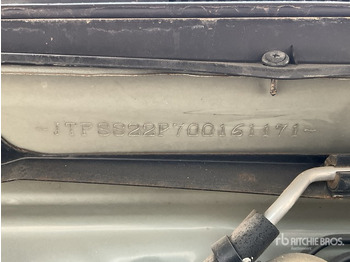 -JTFSS22P700161171-
rb RITCHIE BROS.